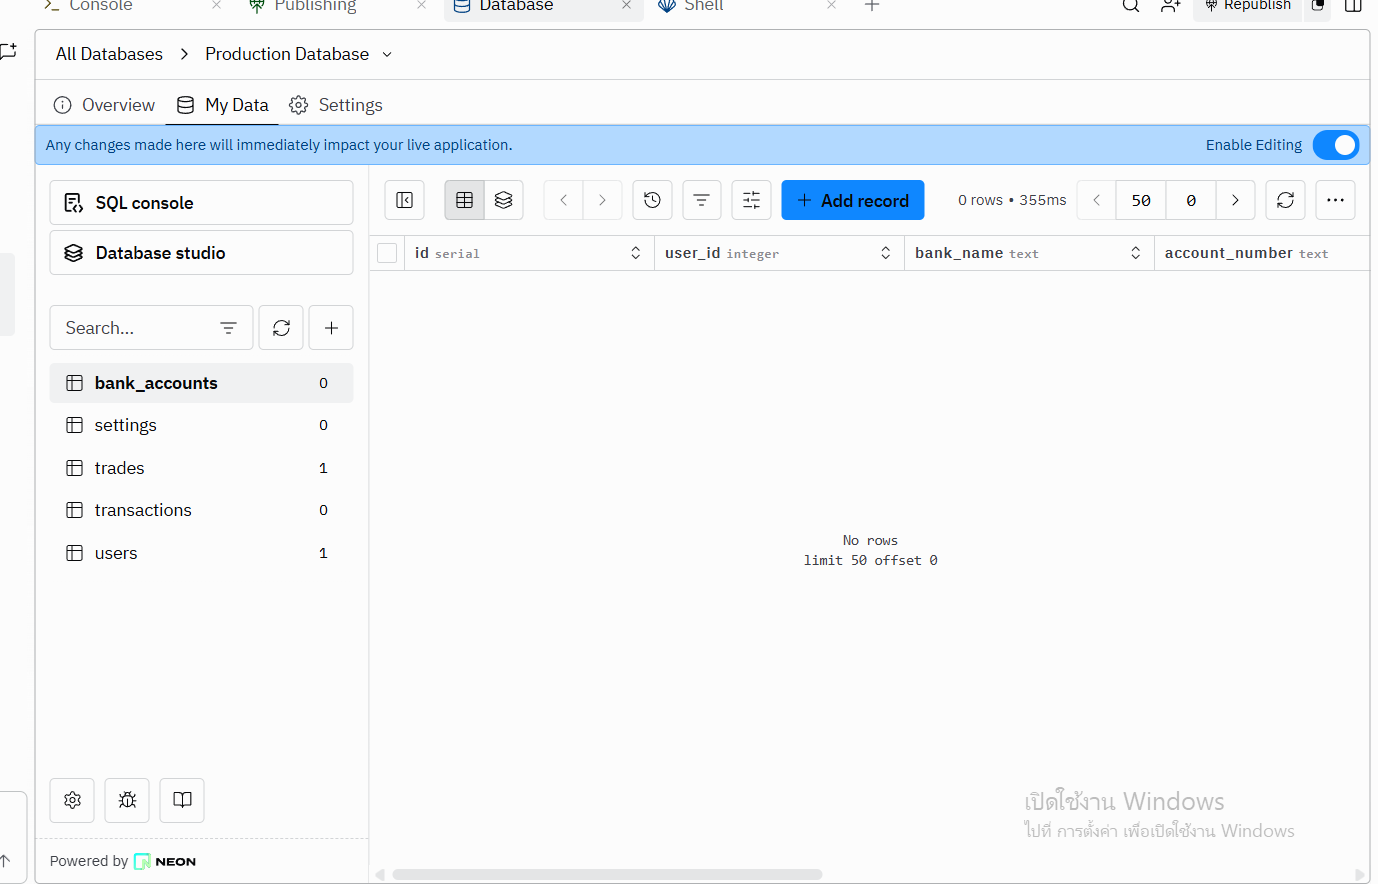 Console
Publishing
Database
Shell
Republish
All Databases
Production Database
Overview
My Data
Settings
Any changes made here will immediately impact your live application.
Enable Editing
SQL console
Database studio
Search...
bank_accounts 0
settings 0
trades 1
transactions 0
users 1
Powered by NEON
Add record
0 rows • 355ms
50
0
id serial
user_id integer
bank_name text
account_number text
No rows
limit 50 offset 0
เปิดใช้งาน Windows
ไปที่ การตั้งค่า เพื่อเปิดใช้งาน Windows